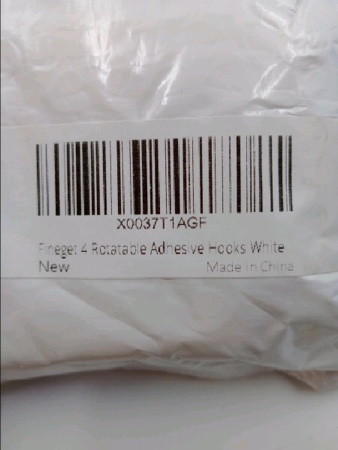 X0037T1AGF
Fineget 4 Rotatable Adhesive Hooks White
New
Made in China